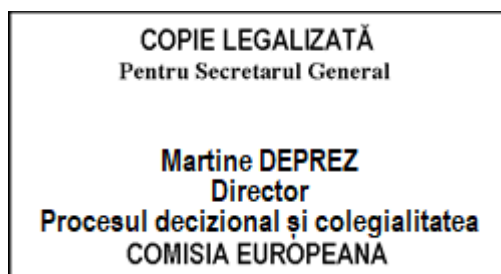 COPIE LEGALIZATĂ
Pentru Secretarul General
Martine DEPREZ
Director
Procesul decizional și colegialitatea
COMISIA EUROPEANA